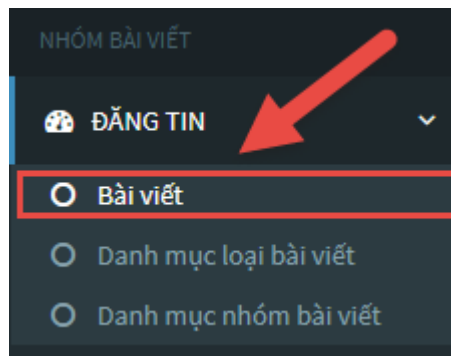 NHÓM BÀI VIẾT
ĐĂNG TIN
Bài viết
Danh mục loại bài viết
Danh mục nhóm bài viết